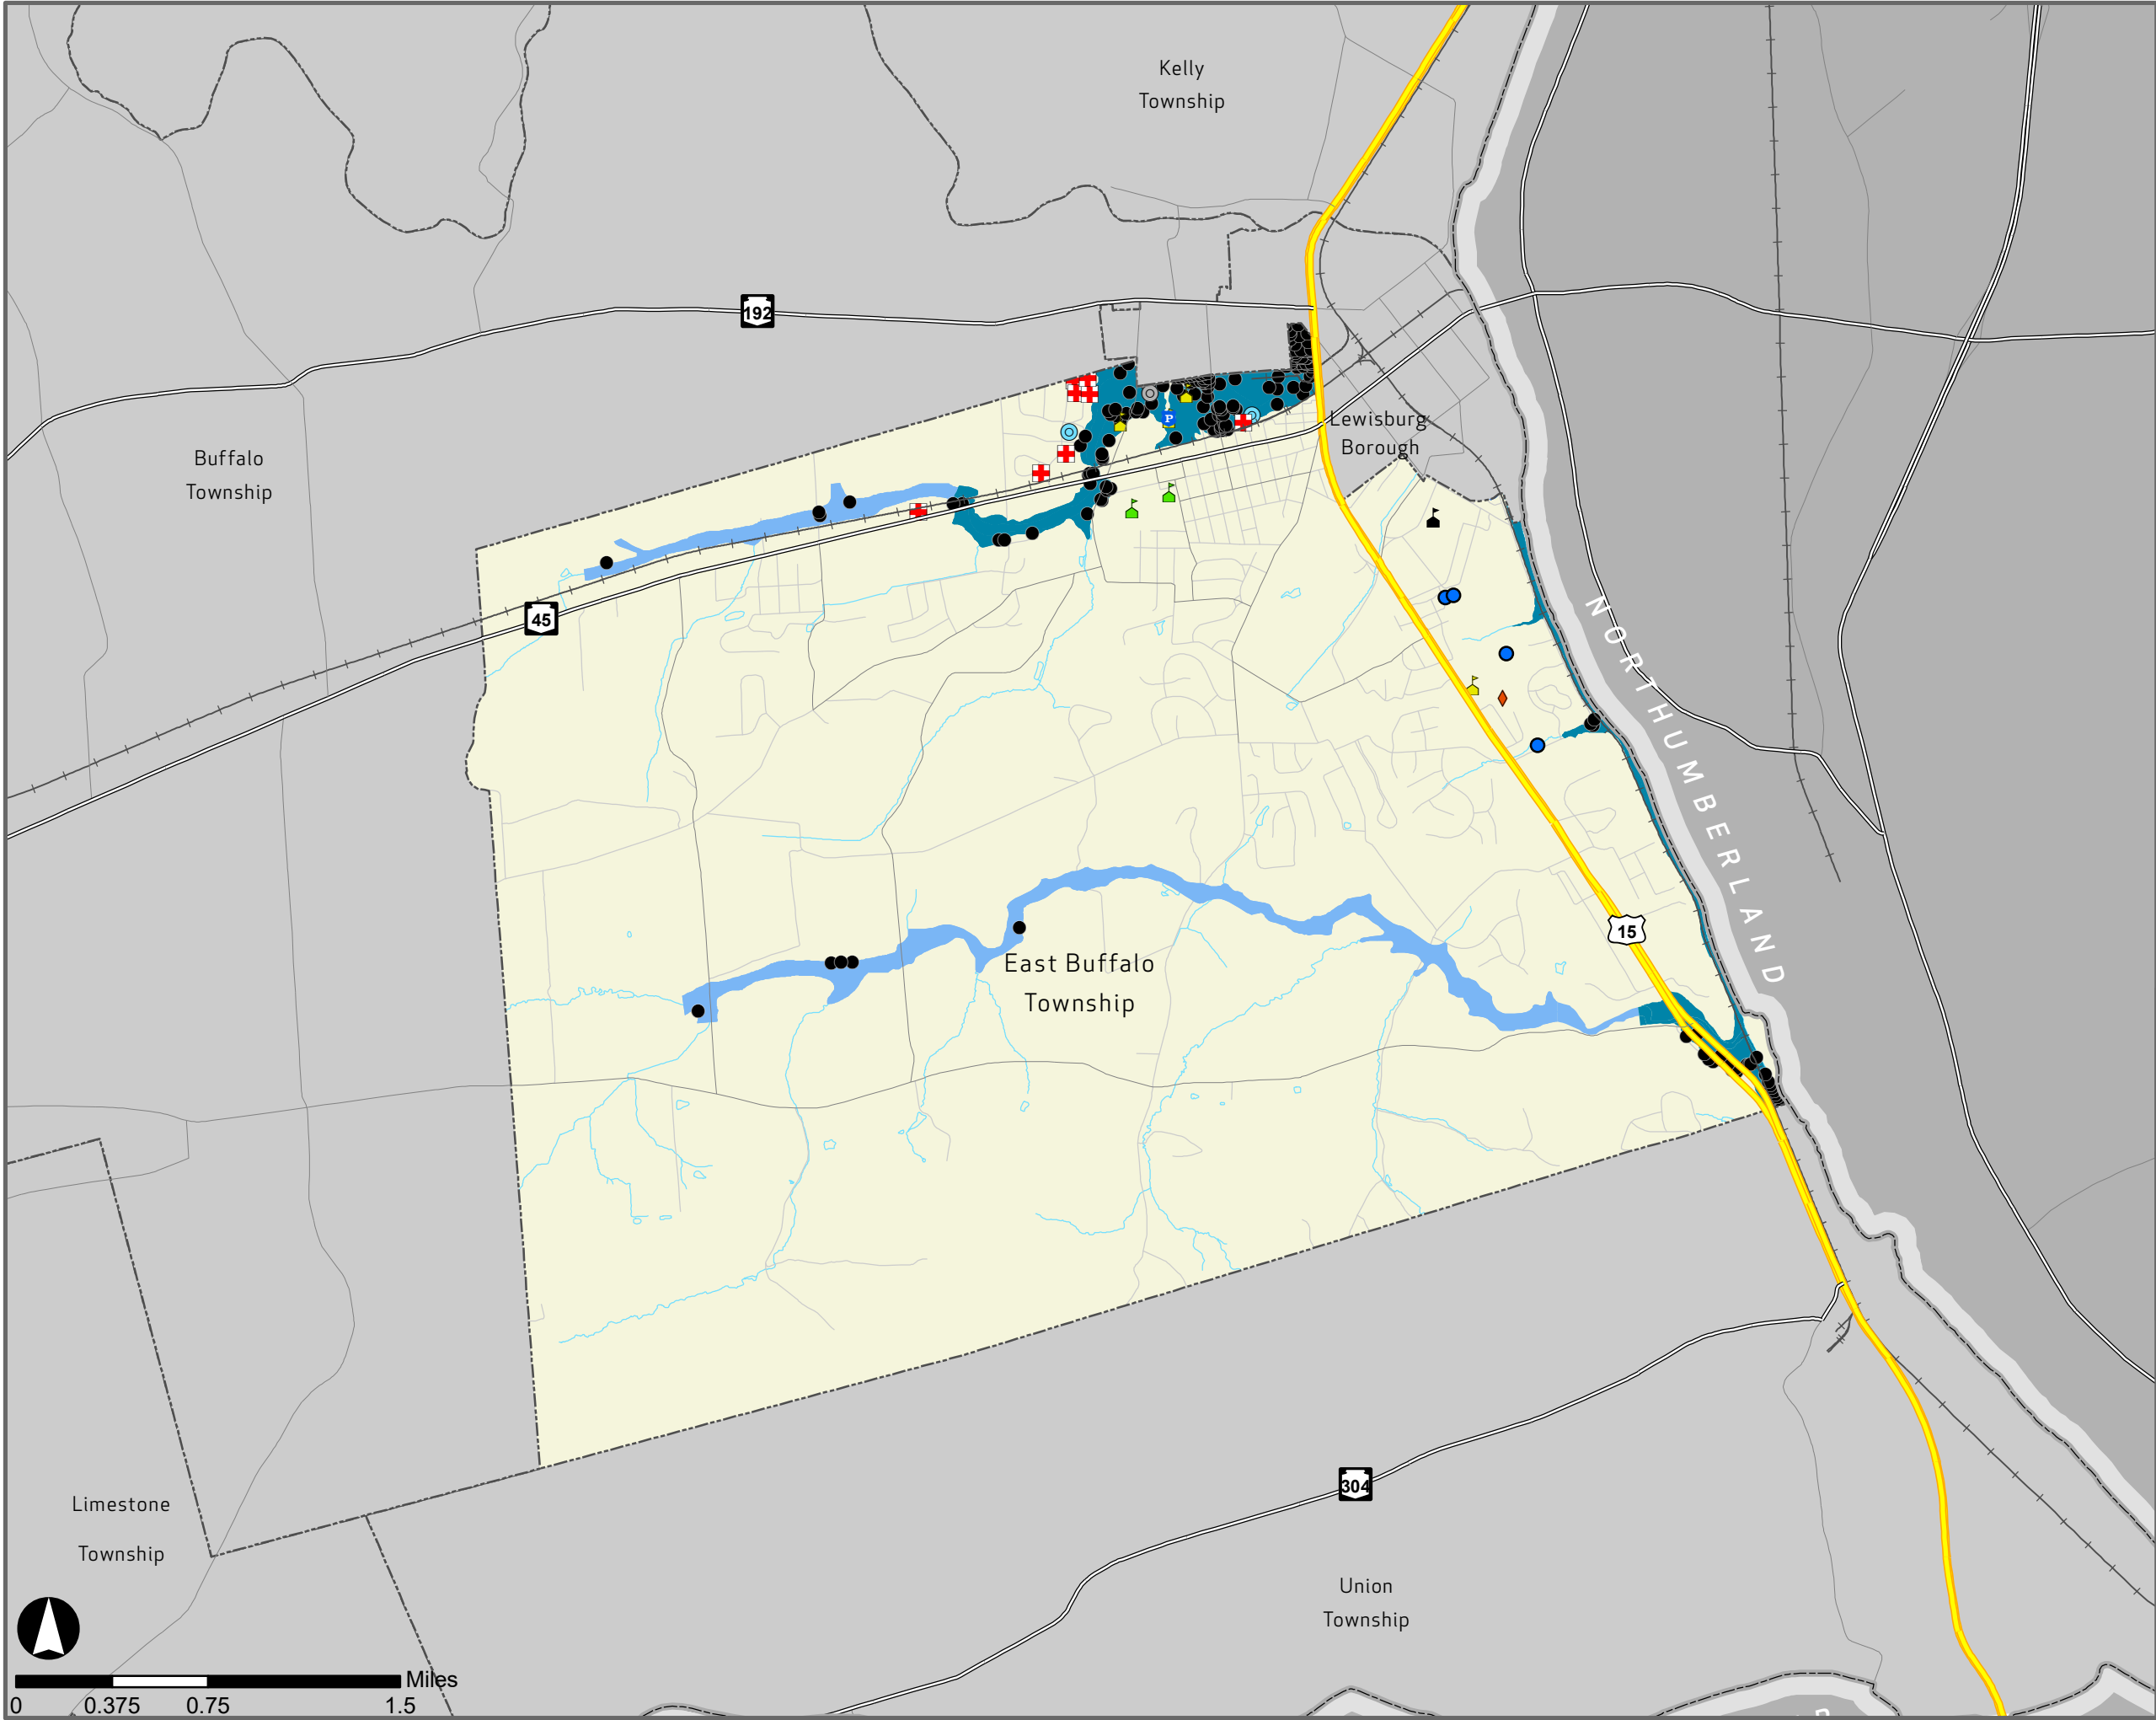 Kelly
Township
192
Lewisburg
Borough
Buffalo
Township
P
45
NORTHUMBERLAND
15
East Buffalo
Township
304
Limestone
Township
Union
Township
Miles
0 0.375 0.75 1.5